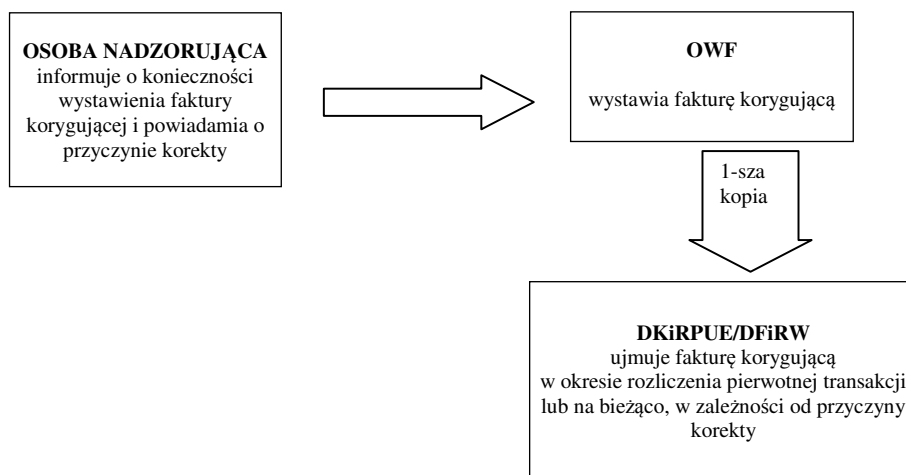 OSOBA NADZORUJĄCA
informuje o konieczności
wystawienia faktury
korygującej i powiadamia o
przyczynie korekty
OWF
wystawia fakturę korygującą
1-sza
kopia
DKiRPUE/DFiRW
ujmuje fakturę korygującą
w okresie rozliczenia pierwotnej transakcji
lub na bieżąco, w zależności od przyczyny
korekty